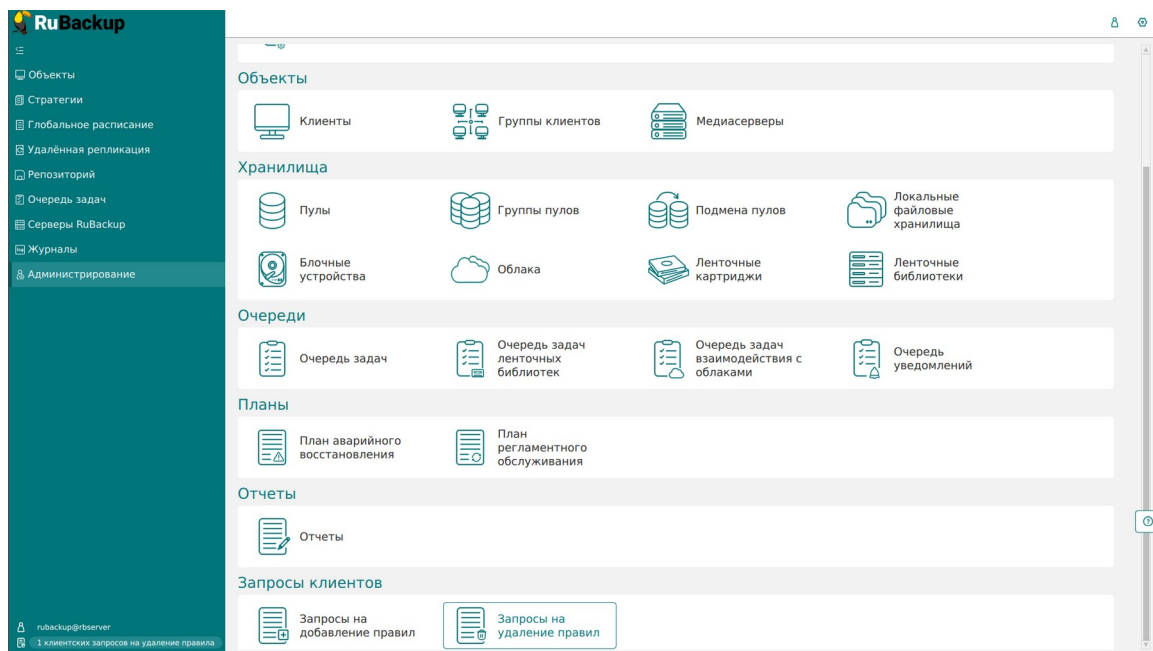 RuBackup
Объекты
Стратегии
Глобальное расписание
Удалённая репликация
Репозиторий
Очередь задач
Серверы RuBackup
Журналы
Администрирование
rubackup@rbserver
1 клиентских запросов на удаление правила
Объекты
Клиенты
Группы клиентов
Медиасерверы
Хранилища
Пулы
Группы пулов
Подмена пулов
Локальные
файловые
хранилища
Блочные
устройства
Облака
Ленточные
картриджи
Ленточные
библиотеки
Очереди
Очередь задач
Очередь задач
ленточных
библиотек
Очередь задач
взаимодействия с
облаками
Очередь
уведомлений
Планы
План аварийного
восстановления
План
регламентного
обслуживания
Отчеты
Отчеты
Запросы клиентов
Запросы на
добавление правил
Запросы на
удаление правил